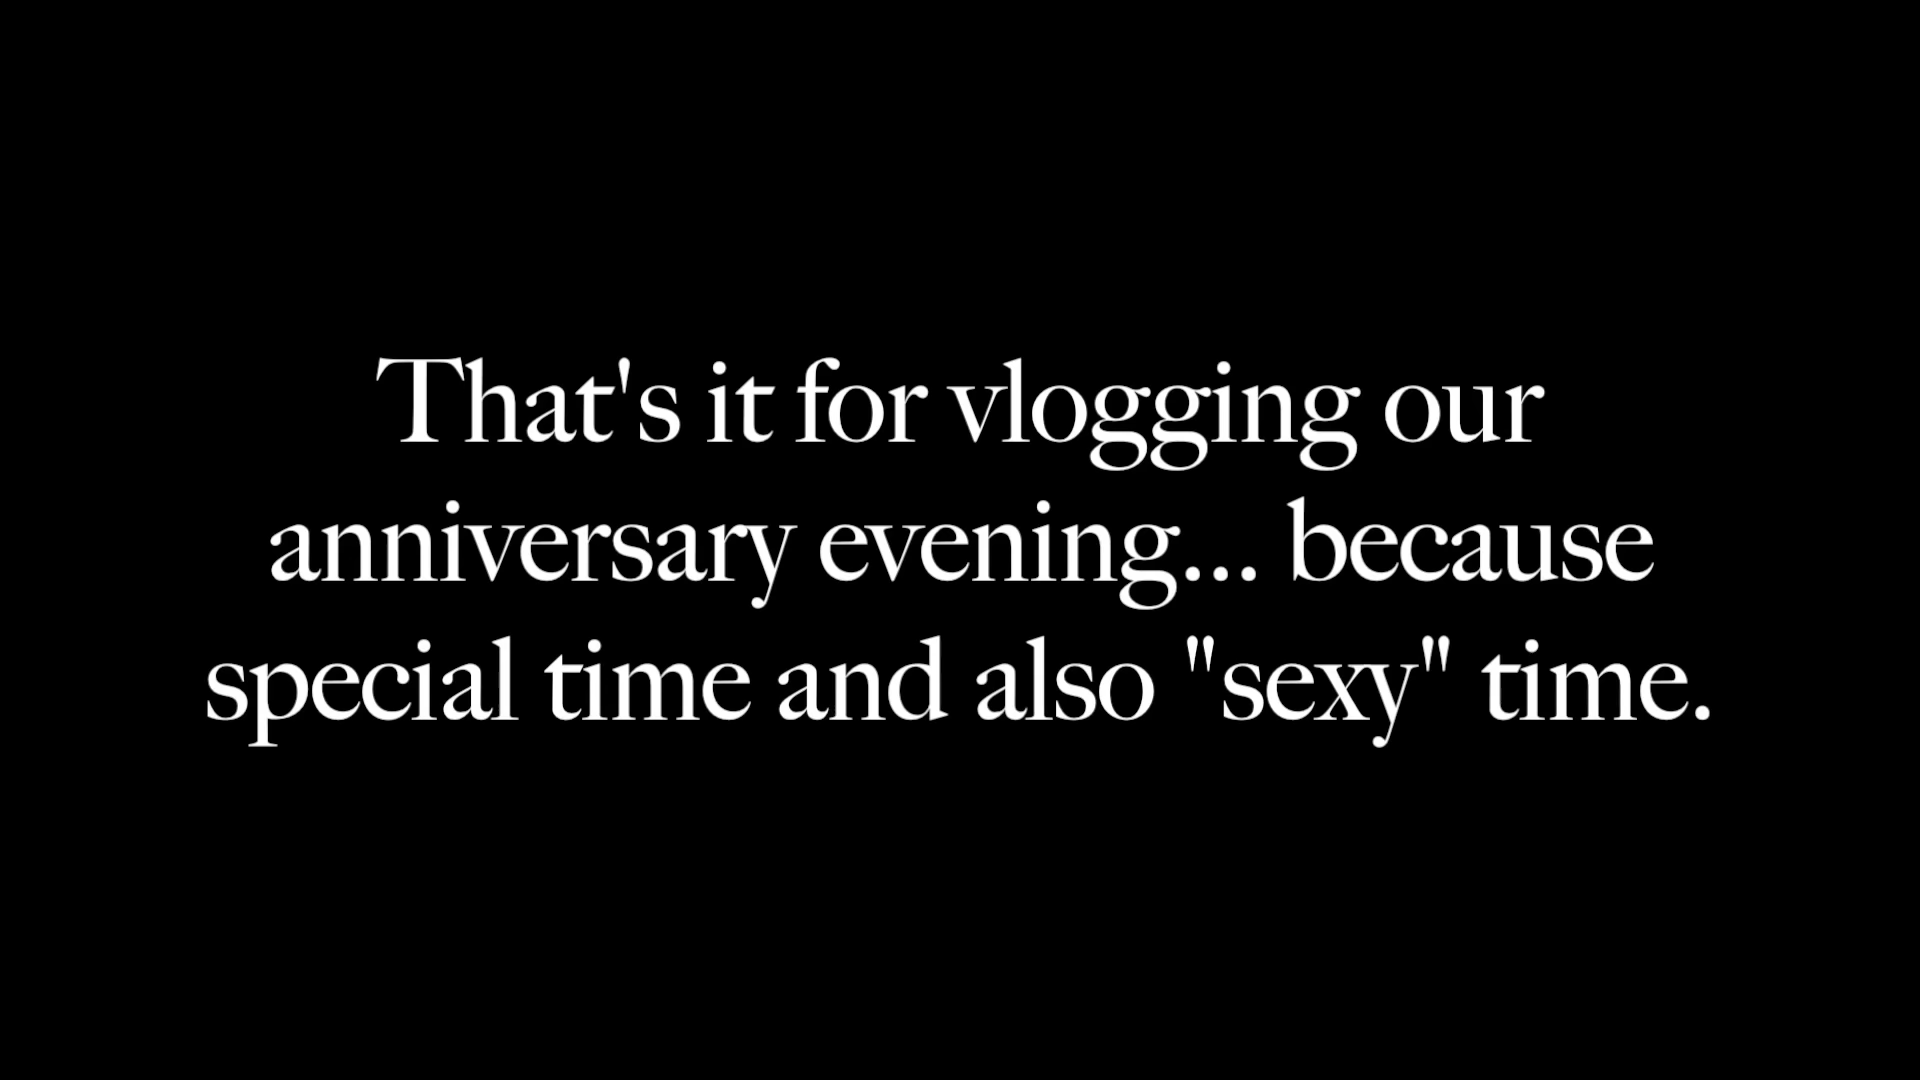 That's it for vlogging our
anniversary evening... because
special time and also "sexy" time.